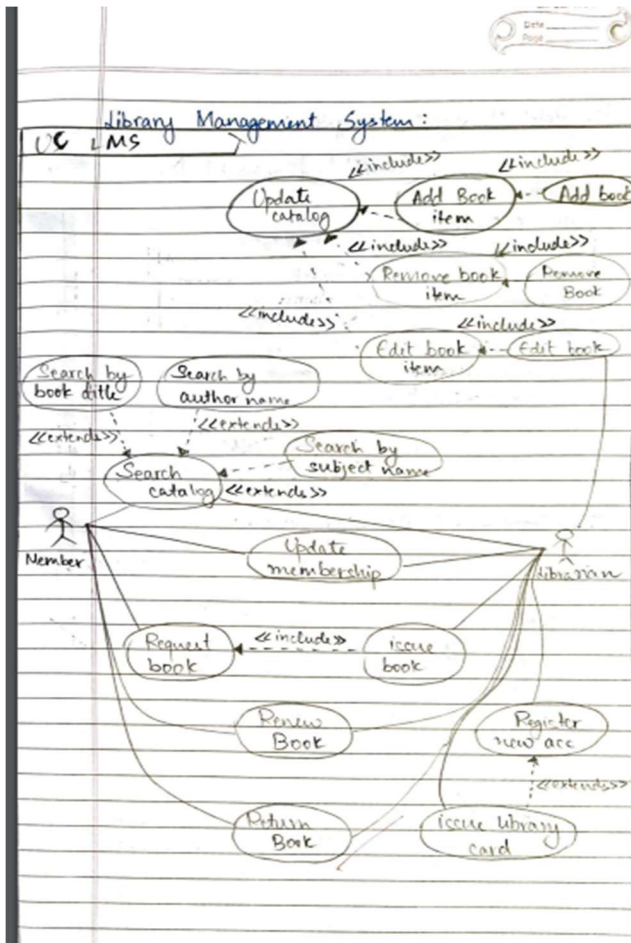 Date
Page
Library Management System:
UC LMS
<<include>>
<<include>>
Update
catalog
Add Book
item
Add book
<<include>>
<<include>>
Remove book
item
Remove
Book
<<include>>
<<include>>
Edit book
item
Edit book
Search by
book title
Search by
author name
<<extends>>
<<extends>>
Search by
subject name
Search
catalog
<<extends>>
Member
Update
membership
Librarian
Request
book
<<include>>
issue
book
Renew
Book
Register
new acc
<<extends>>
Return
Book
issue library
card